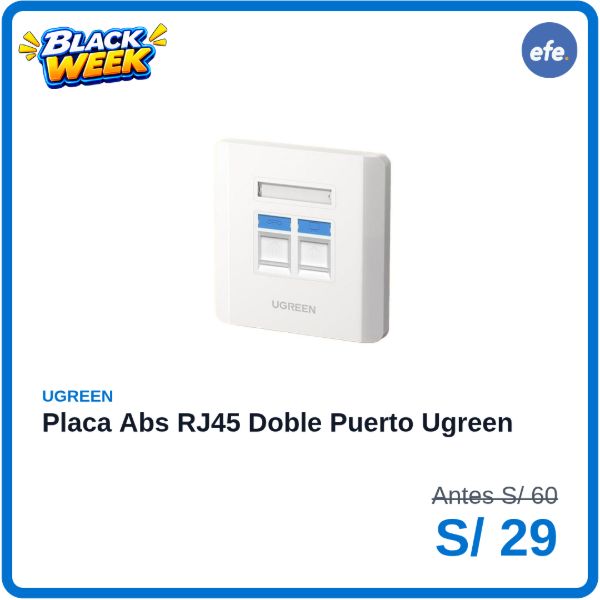 BLACK
WEEK
efe.
UGREEN
UGREEN
Placa Abs RJ45 Doble Puerto Ugreen
Antes S/ 60
S/ 29